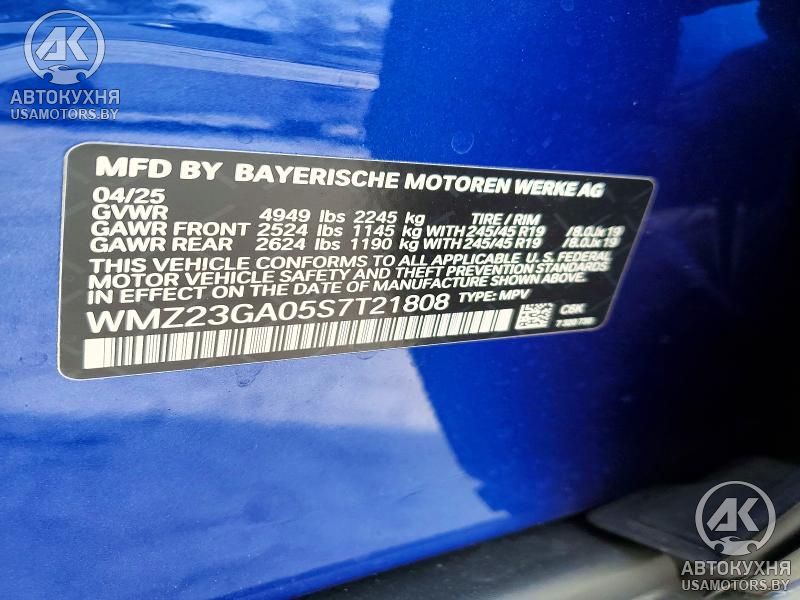 AK
АВТОКУХНЯ
USAMOTORS.BY
MFD BY BAYERISCHE MOTOREN WERKE AG
04/25
GVWR 4949 lbs 2245 kg TIRE / RIM
GAWR FRONT 2524 lbs 1145 kg WITH 245/45 R19 /8.0Jx19
GAWR REAR 2624 lbs 1190 kg WITH 245/45 R19 /8.0Jx19
THIS VEHICLE CONFORMS TO ALL APPLICABLE U. S. FEDERAL
MOTOR VEHICLE SAFETY AND THEFT PREVENTION STANDARDS
IN EFFECT ON THE DATE OF MANUFACTURE SHOWN ABOVE.
WMZ23GA05S7T21808 TYPE: MPV
AK
АВТОКУХНЯ
USAMOTORS.BY